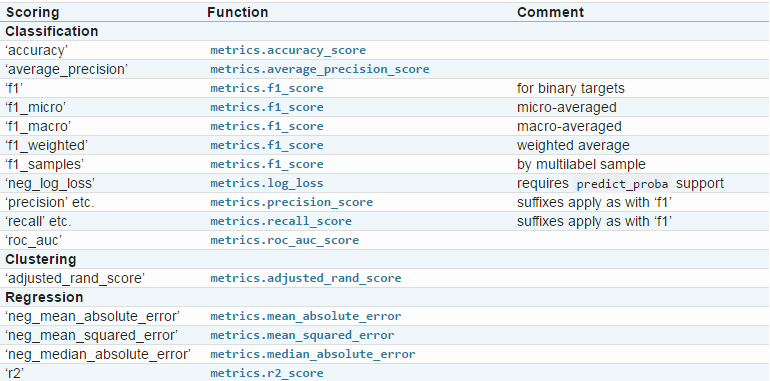 Scoring Function Comment
Classification
‘accuracy’ metrics.accuracy_score
‘average_precision’ metrics.average_precision_score
‘f1’ metrics.f1_score for binary targets
‘f1_micro’ metrics.f1_score micro-averaged
‘f1_macro’ metrics.f1_score macro-averaged
‘f1_weighted’ metrics.f1_score weighted average
‘f1_samples’ metrics.f1_score by multilabel sample
‘neg_log_loss’ metrics.log_loss requires predict_proba support
‘precision’ etc. metrics.precision_score suffixes apply as with ‘f1’
‘recall’ etc. metrics.recall_score suffixes apply as with ‘f1’
‘roc_auc’ metrics.roc_auc_score
Clustering
‘adjusted_rand_score’ metrics.adjusted_rand_score
Regression
‘neg_mean_absolute_error’ metrics.mean_absolute_error
‘neg_mean_squared_error’ metrics.mean_squared_error
‘neg_median_absolute_error’ metrics.median_absolute_error
‘r2’ metrics.r2_score